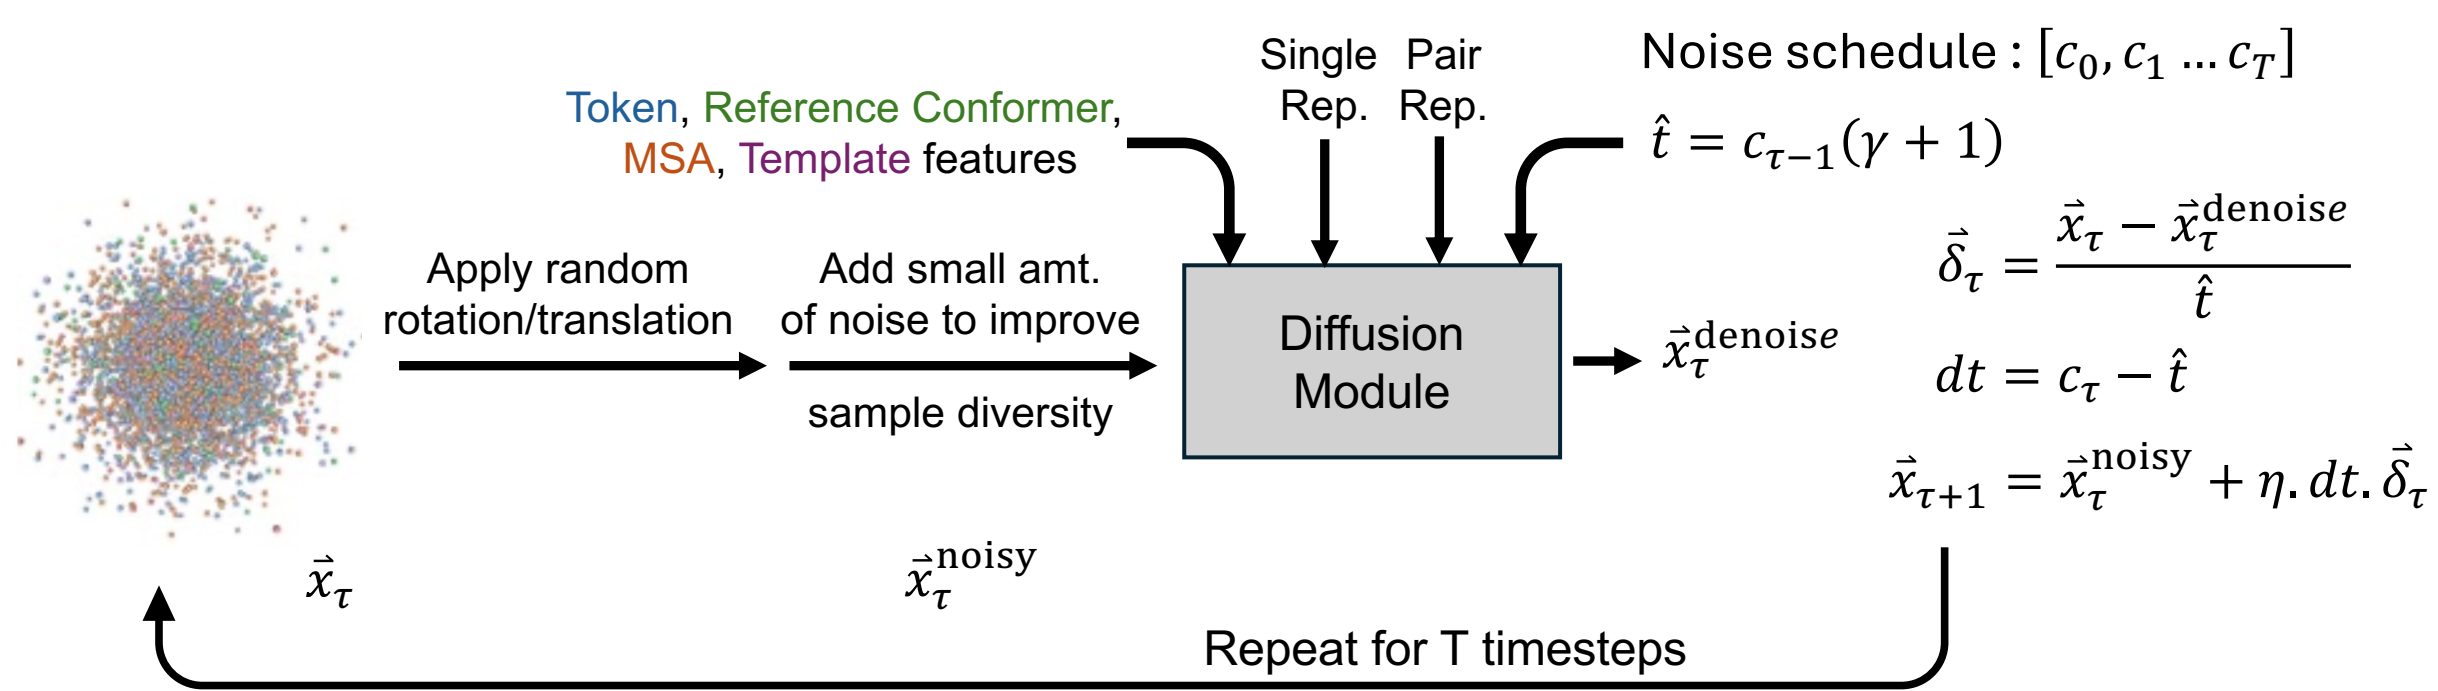 Single Pair
Rep. Rep.
Noise schedule : [c₀, c₁ … c_T]
Token, Reference Conformer,
MSA, Template features
t̂ = c_{τ−1}(γ + 1)
Apply random
rotation/translation
Add small amt.
of noise to improve
sample diversity
Diffusion
Module
x⃗_τ^{denoise}
δ⃗_τ = (x⃗_τ − x⃗_τ^{denoise}) / t̂
dt = c_τ − t̂
x⃗_{τ+1} = x⃗_τ^{noisy} + η. dt. δ⃗_τ
x⃗_τ
x⃗_τ^{noisy}
Repeat for T timesteps